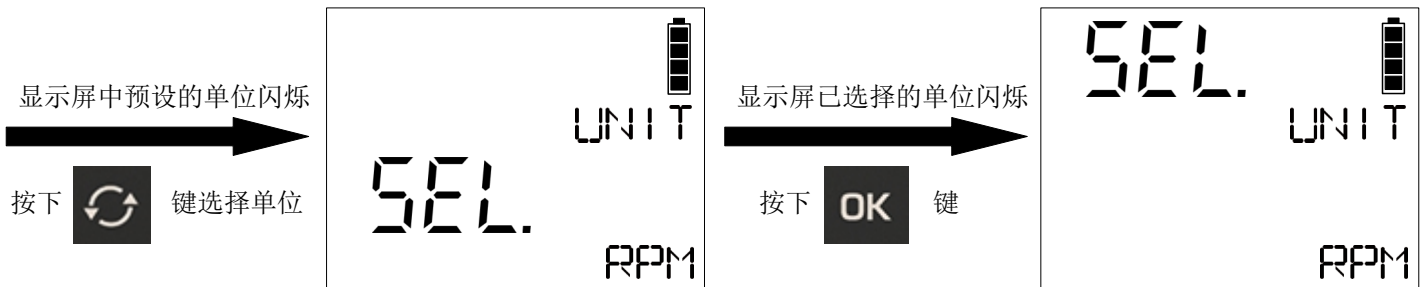 显示屏中预设的单位闪烁
按下 键选择单位
UNIT
SEL.
RPM
显示屏已选择的单位闪烁
按下 OK 键
SEL.
UNIT
RPM